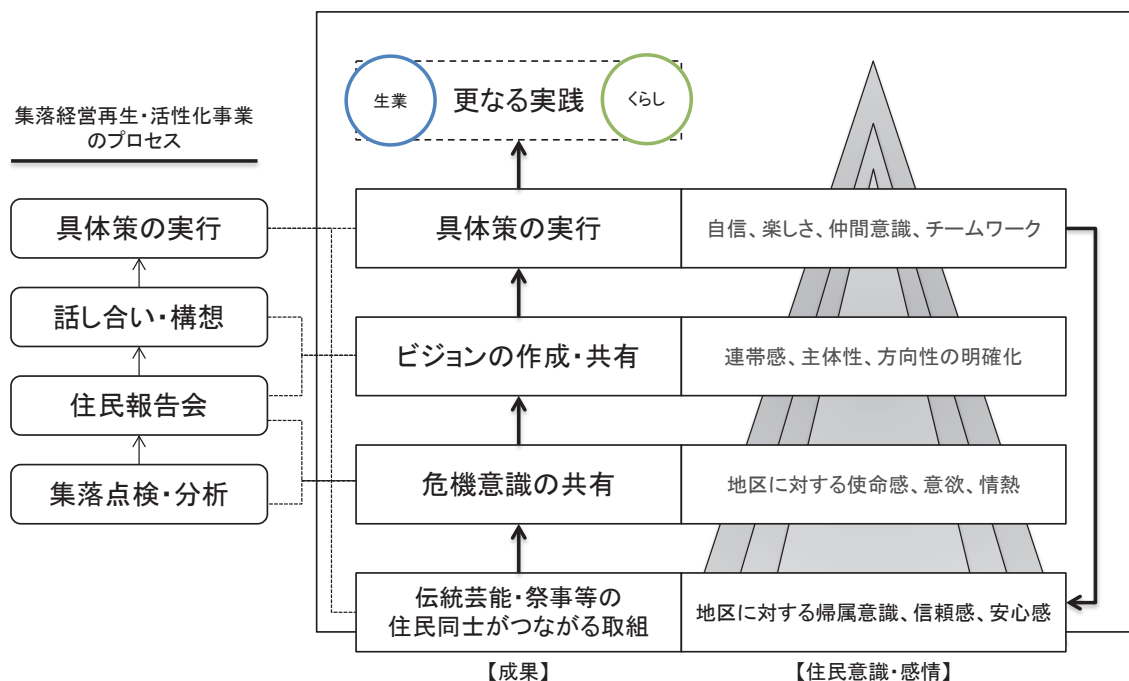 集落経営再生・活性化事業
のプロセス
具体策の実行
話し合い・構想
住民報告会
集落点検・分析
生業
更なる実践
くらし
具体策の実行
自信、楽しさ、仲間意識、チームワーク
ビジョンの作成・共有
連帯感、主体性、方向性の明確化
危機意識の共有
地区に対する使命感、意欲、情熱
伝統芸能・祭事等の
住民同士がつながる取組
地区に対する帰属意識、信頼感、安心感
【成果】
【住民意識・感情】